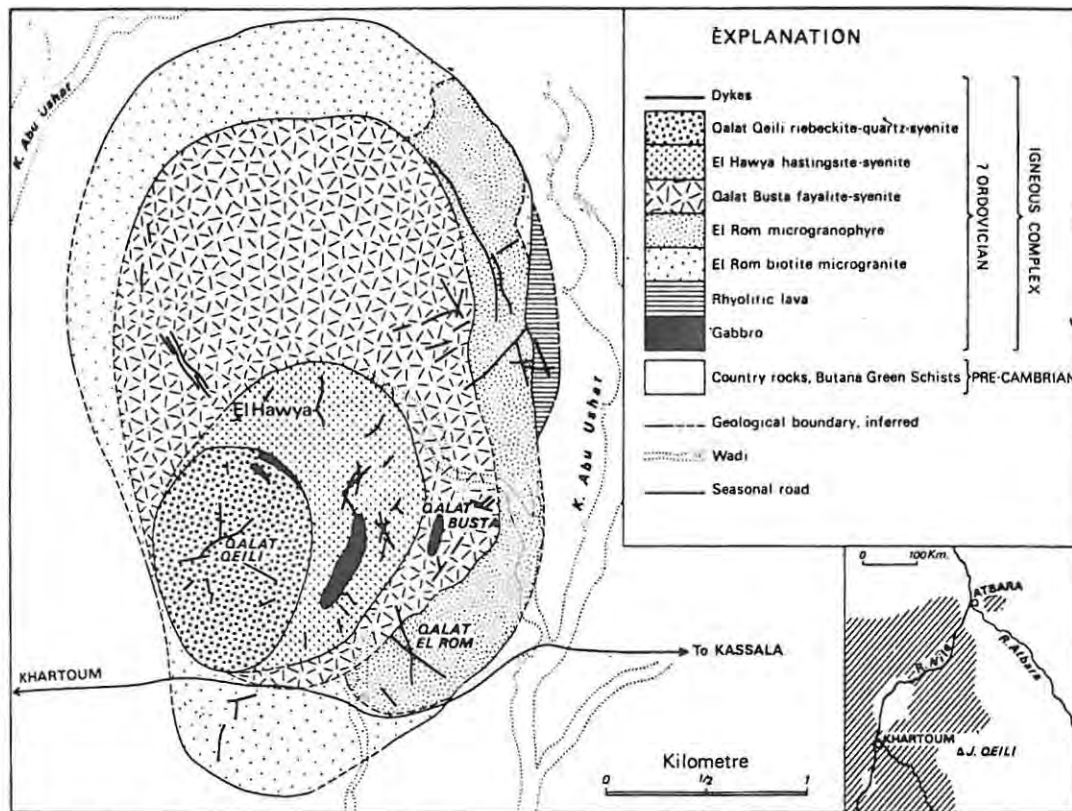 K. Abu Ushar
El Hawya
QALAT
QEILI
QALAT
BUSTA
QALAT
EL ROM
K. Abu Ushar
KHARTOUM
To KASSALA
Kilometre
0 1/2 1
EXPLANATION
Dykes
Qalat Qeili riebeckite-quartz-syenite
El Hawya hastingsite-syenite
Qalat Busta fayalite-syenite
El Rom microgranophyre
El Rom biotite microgranite
Rhyolitic lava
Gabbro
? ORDOVICIAN
IGNEOUS COMPLEX
Country rocks, Butana Green Schists
PRE-CAMBRIAN
Geological boundary, inferred
Wadi
Seasonal road
0 100 Km.
ATBARA
R. Nile
R. Atbara
KHARTOUM
J. QEILI